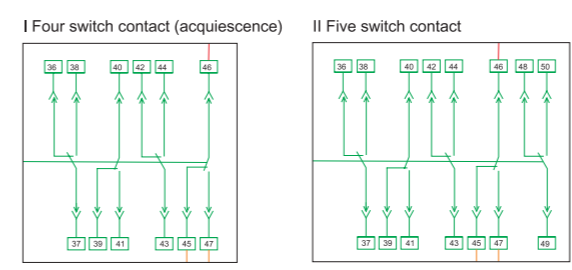 I Four switch contact (acquiescence)
II Five switch contact
36 38 40 42 44 46
37 39 41 43 45 47
36 38 40 42 44 46 48 50
37 39 41 43 45 47 49